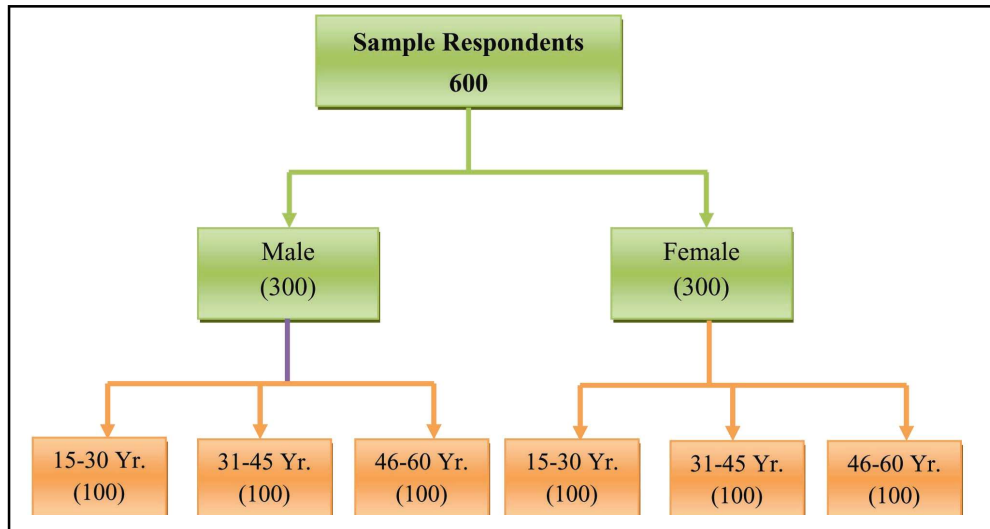 Sample Respondents
600
Male
(300)
Female
(300)
15-30 Yr.
(100)
31-45 Yr.
(100)
46-60 Yr.
(100)
15-30 Yr.
(100)
31-45 Yr.
(100)
46-60 Yr.
(100)